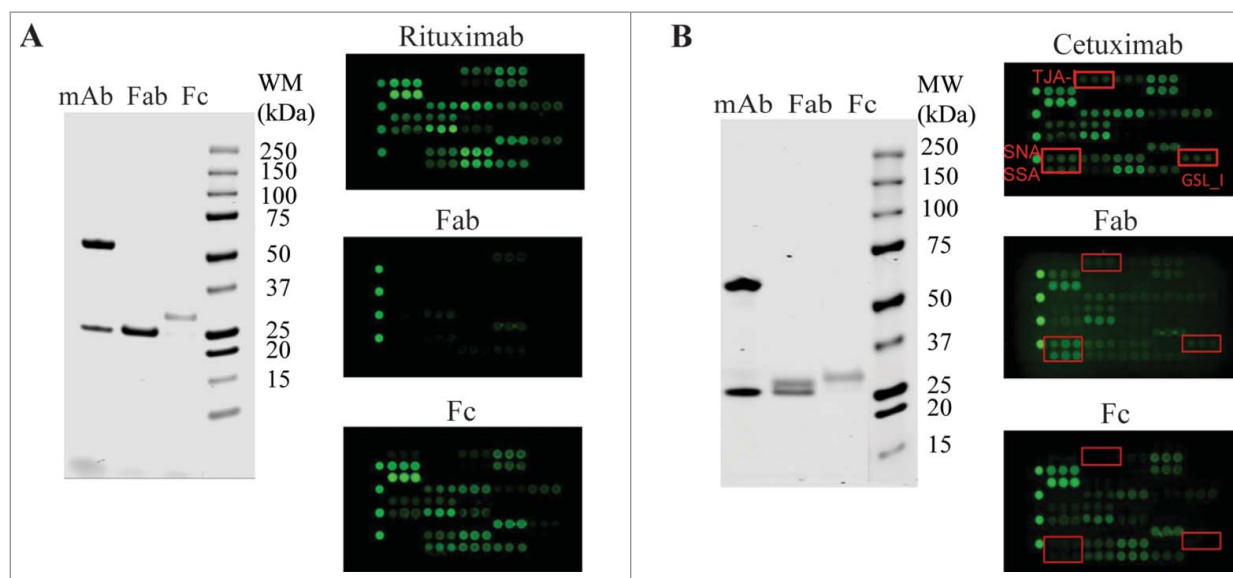 A
Rituximab
mAb Fab Fc
WM
(kDa)
250
150
100
75
50
37
25
20
15
Fab
Fc
B
Cetuximab
TJA-I
mAb Fab Fc
MW
(kDa)
250
150
100
75
50
37
25
20
15
SNA
SSA
GSL_I
Fab
Fc